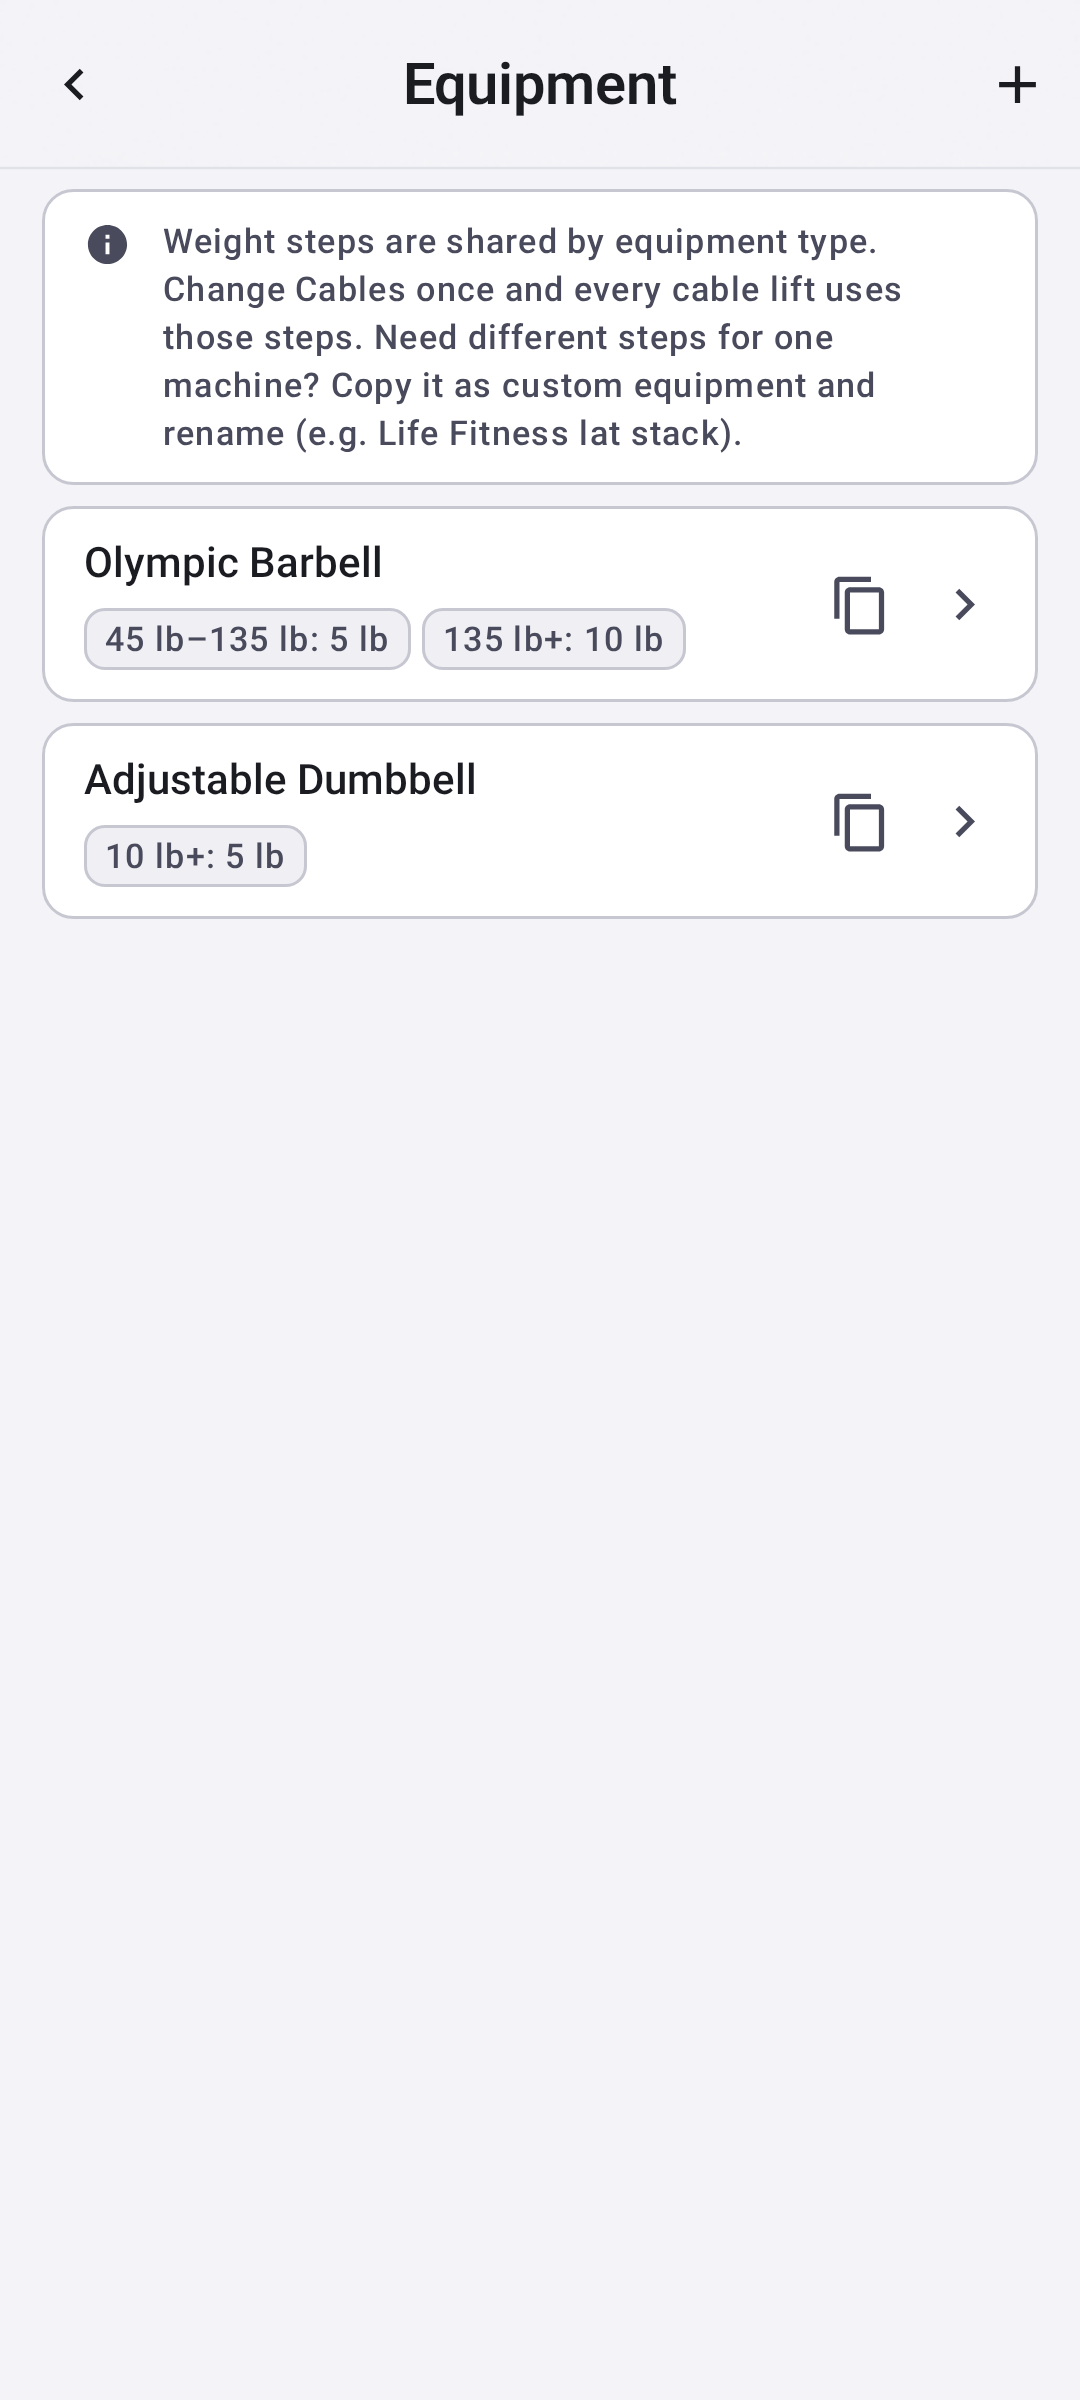 Equipment
Weight steps are shared by equipment type.
Change Cables once and every cable lift uses
those steps. Need different steps for one
machine? Copy it as custom equipment and
rename (e.g. Life Fitness lat stack).
Olympic Barbell
45 lb–135 lb: 5 lb
135 lb+: 10 lb
Adjustable Dumbbell
10 lb+: 5 lb